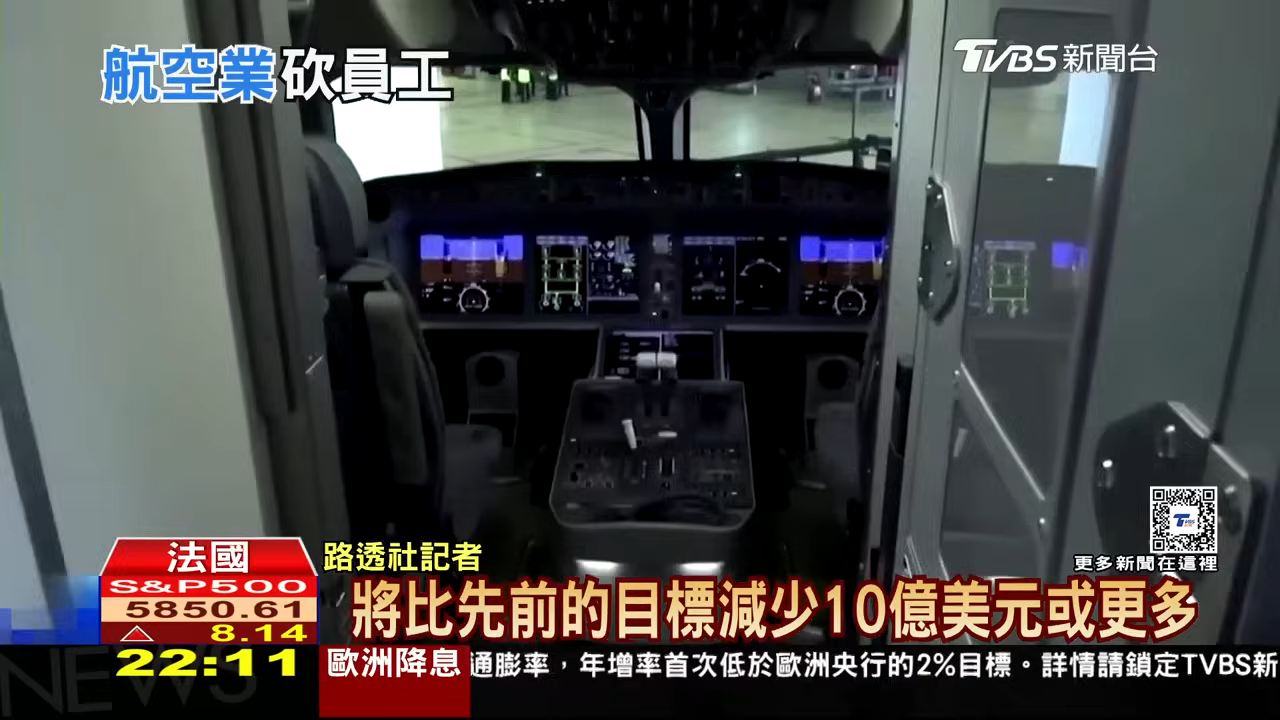 航空業砍員工
TVBS新聞台
更多新聞在這裡
法國
S&P500
5850.61
8.14
22:11
路透社記者
將比先前的目標減少10億美元或更多
歐洲降息
通膨率，年增率首次低於歐洲央行的2%目標。詳情請鎖定TVBS新
NEWS